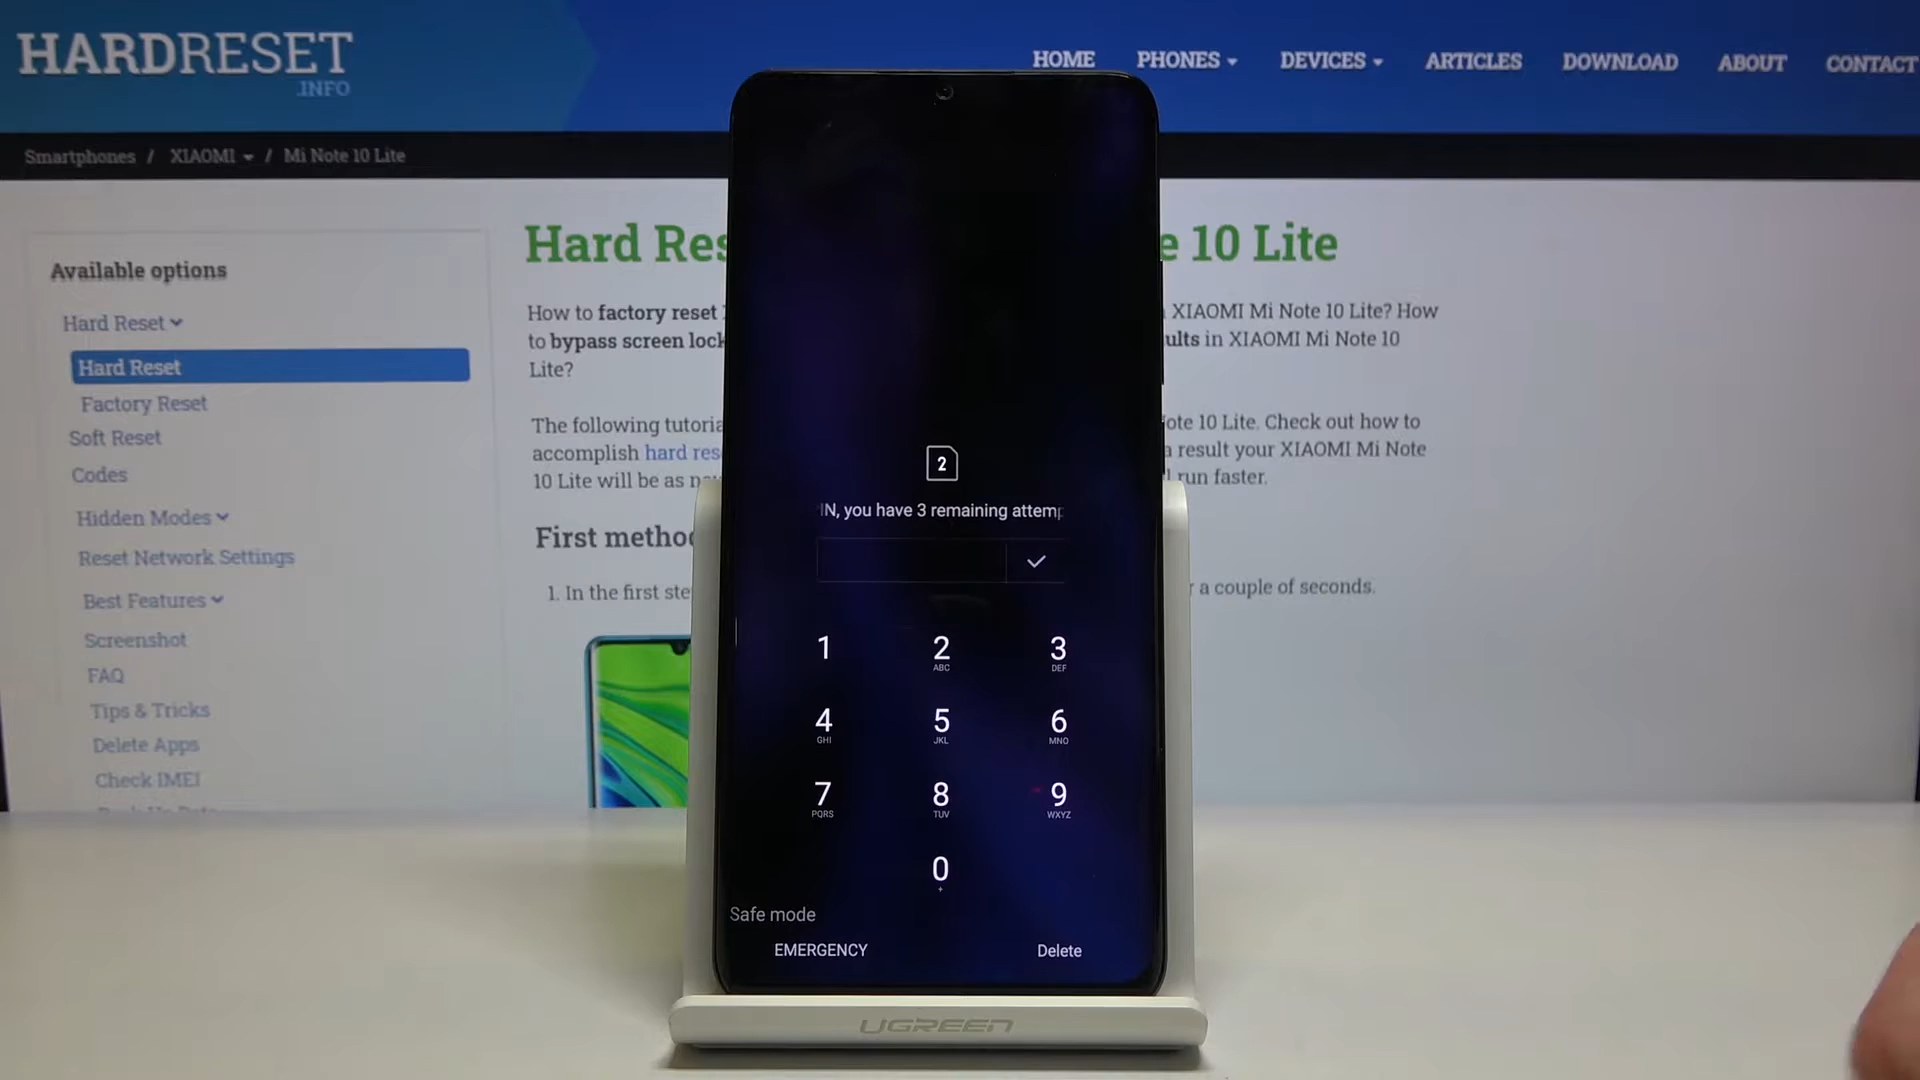 HARDRESET
.INFO
HOME PHONES DEVICES ARTICLES DOWNLOAD ABOUT CONTACT
Smartphones / XIAOMI / Mi Note 10 Lite
Available options
Hard Reset
Hard Reset
Factory Reset
Soft Reset
Codes
Hidden Modes
Reset Network Settings
Best Features
Screenshot
FAQ
Tips & Tricks
Delete Apps
Check IMEI
Hard Res
e 10 Lite
How to factory reset
XIAOMI Mi Note 10 Lite? How
to bypass screen lock
ults in XIAOMI Mi Note 10
Lite?
The following tutoria
ote 10 Lite. Check out how to
accomplish hard res
a result your XIAOMI Mi Note
10 Lite will be as
run faster.
First metho
1. In the first ste
r a couple of seconds.
2
IN, you have 3 remaining attemp
1 2 ABC 3 DEF
4 GHI 5 JKL 6 MNO
7 PQRS 8 TUV 9 WXYZ
0 +
Safe mode
EMERGENCY Delete
UGREEN